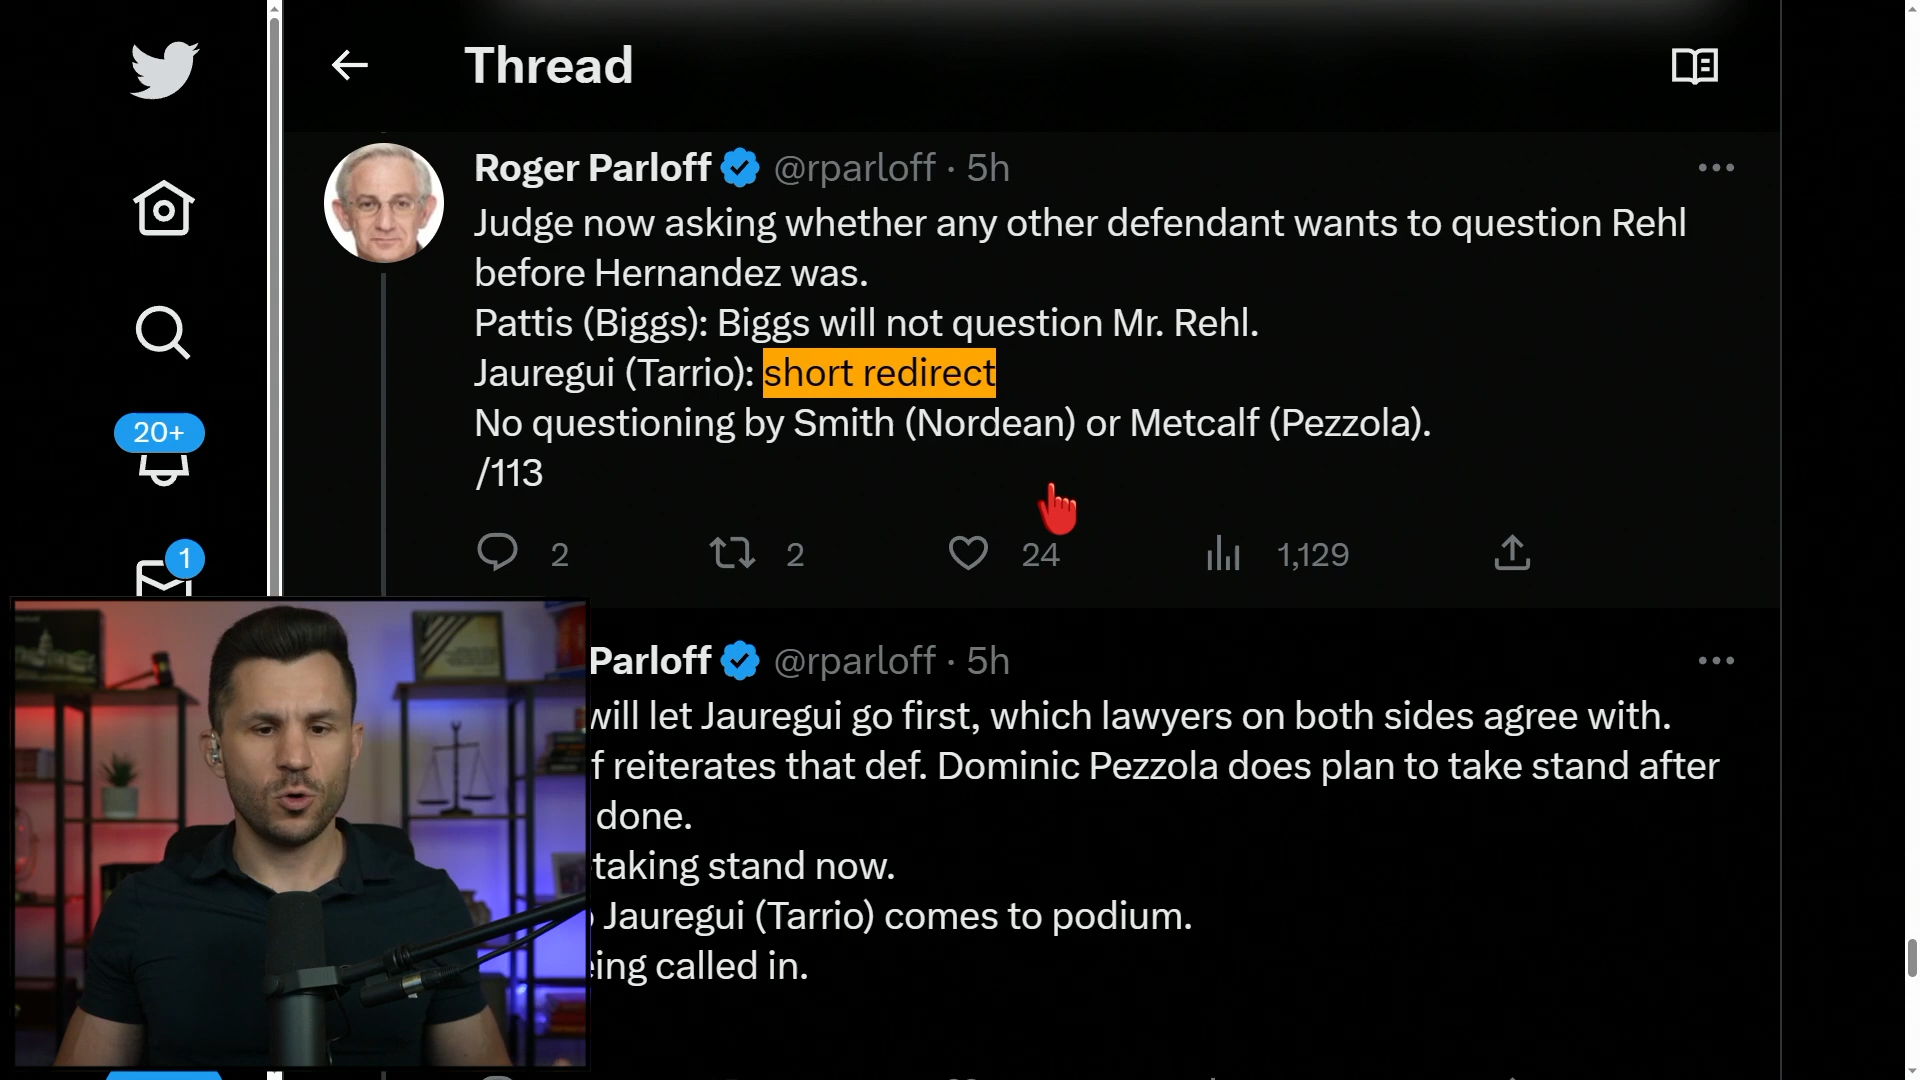 Thread
Roger Parloff @rparloff · 5h
Judge now asking whether any other defendant wants to question Rehl
before Hernandez was.
Pattis (Biggs): Biggs will not question Mr. Rehl.
Jauregui (Tarrio): short redirect
No questioning by Smith (Nordean) or Metcalf (Pezzola).
/113
2 2 24 1,129
20+
1
Parloff @rparloff · 5h
will let Jauregui go first, which lawyers on both sides agree with.
f reiterates that def. Dominic Pezzola does plan to take stand after
done.
taking stand now.
Jauregui (Tarrio) comes to podium.
ing called in.